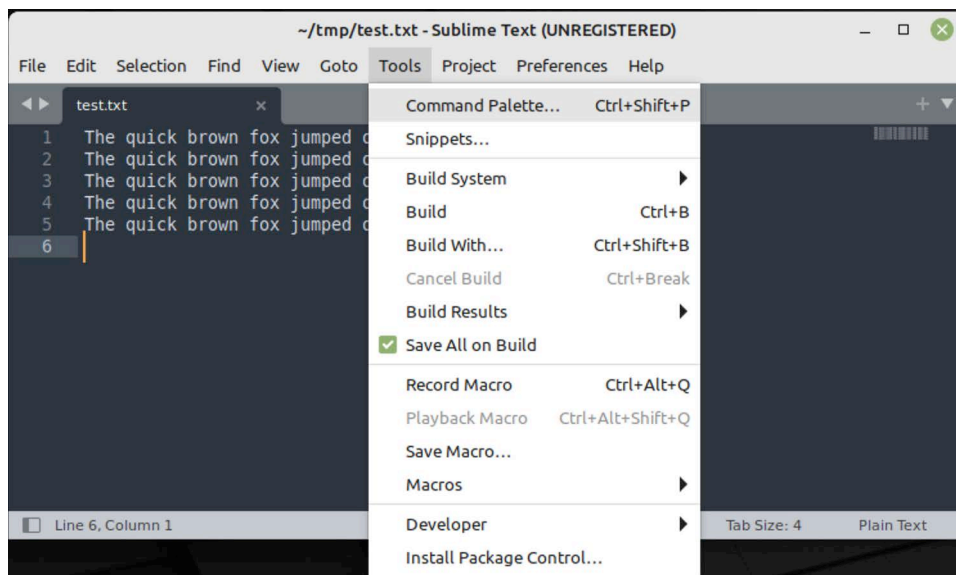 ~/tmp/test.txt - Sublime Text (UNREGISTERED)
File Edit Selection Find View Goto Tools Project Preferences Help
test.txt
1 The quick brown fox jumped
2 The quick brown fox jumped
3 The quick brown fox jumped
4 The quick brown fox jumped
5 The quick brown fox jumped
6
Command Palette... Ctrl+Shift+P
Snippets...
Build System
Build Ctrl+B
Build With... Ctrl+Shift+B
Cancel Build Ctrl+Break
Build Results
Save All on Build
Record Macro Ctrl+Alt+Q
Playback Macro Ctrl+Alt+Shift+Q
Save Macro...
Macros
Developer
Install Package Control...
Line 6, Column 1
Tab Size: 4 Plain Text